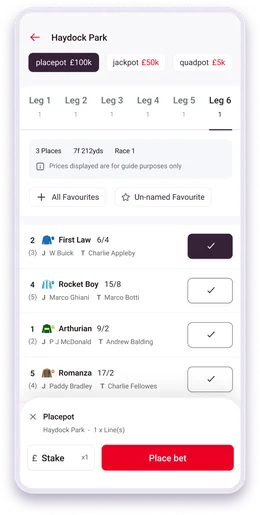 Haydock Park
placepot £100k jackpot £50k quadpot £5k
Leg 1 Leg 2 Leg 3 Leg 4 Leg 5 Leg 6
1 1 1 1 1 1
3 Places 7f 212yds Race 1
Prices displayed are for guide purposes only
All Favourites Un-named Favourite
2 First Law 6/4
(3) J W Buick T Charlie Appleby
4 Rocket Boy 15/8
(5) J Marco Ghiani T Marco Botti
1 Arthurian 9/2
(2) J P J McDonald T Andrew Balding
5 Romanza 17/2
(4) J Paddy Bradley T Charlie Fellowes
Placepot
Haydock Park - 1 x Line(s)
£ Stake x1 Place bet